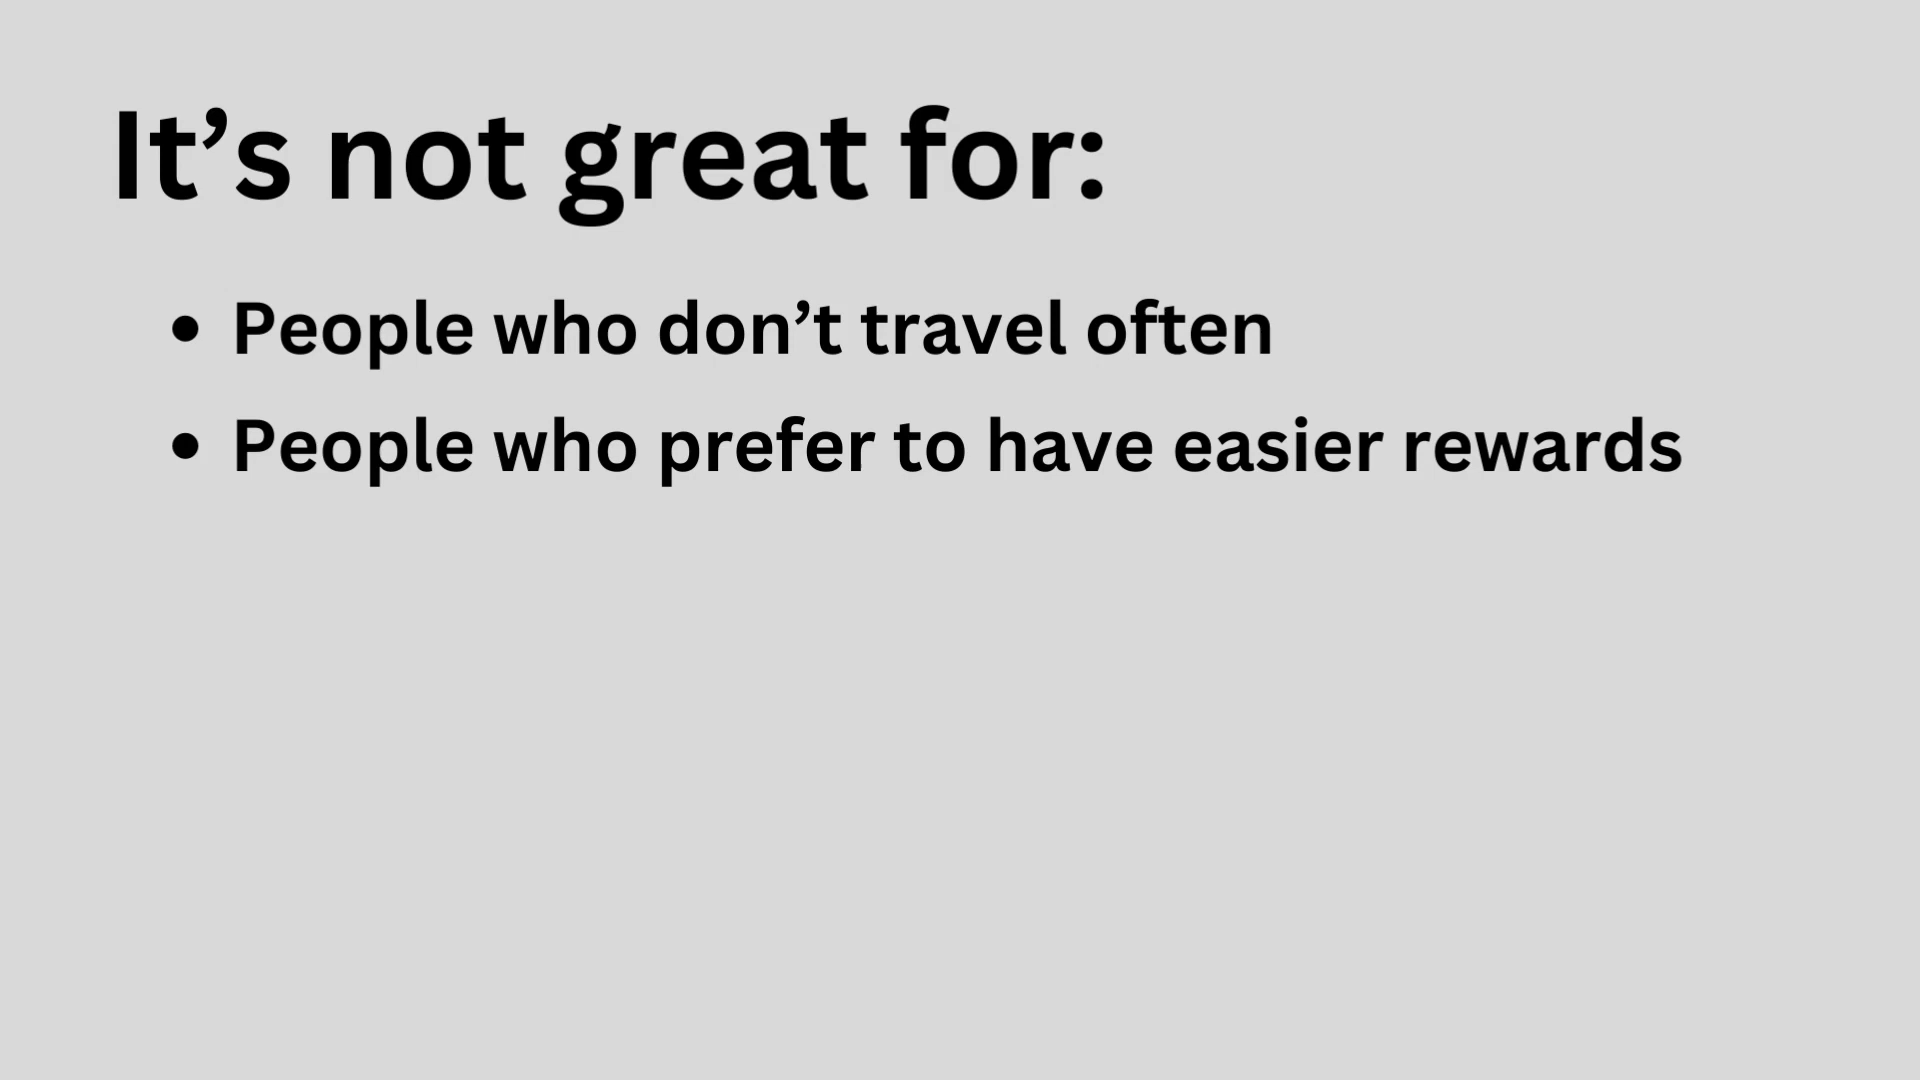 It’s not great for:
• People who don’t travel often
• People who prefer to have easier rewards